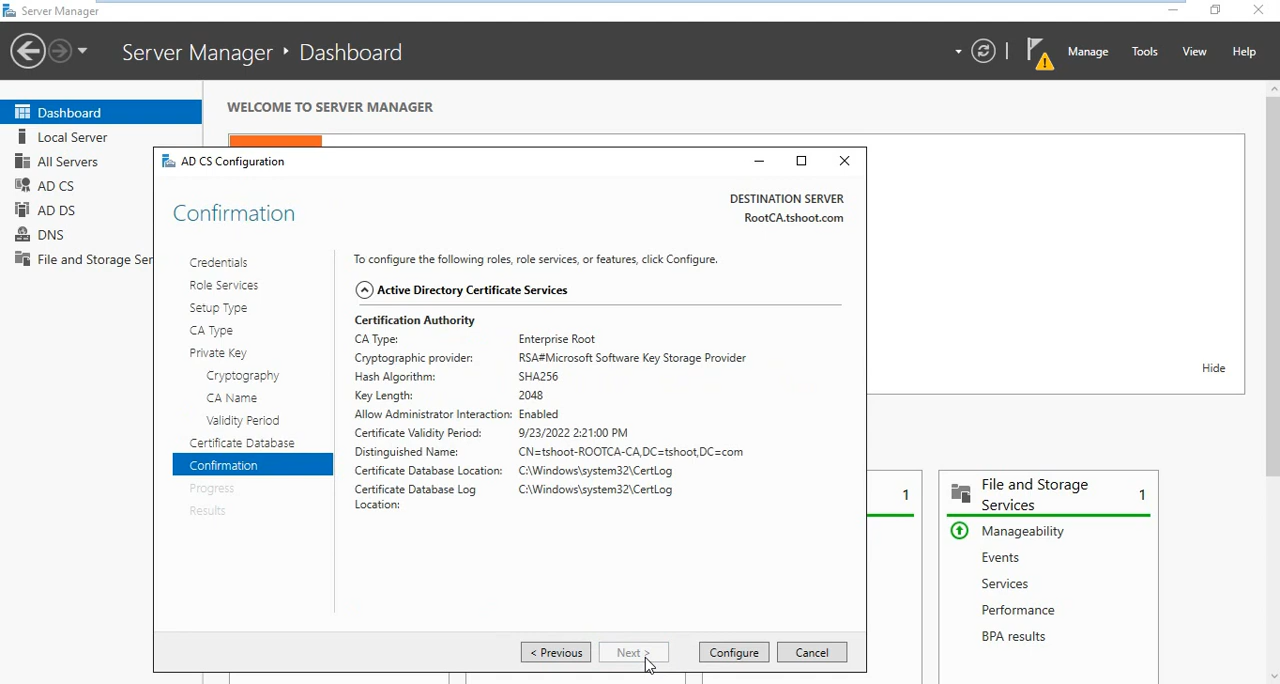 Server Manager
Server Manager ‣ Dashboard
Manage Tools View Help
Dashboard
Local Server
All Servers
AD CS
AD DS
DNS
File and Storage Ser
WELCOME TO SERVER MANAGER
Hide
AD CS Configuration
Confirmation
DESTINATION SERVER
RootCA.tshoot.com
Credentials
Role Services
Setup Type
CA Type
Private Key
Cryptography
CA Name
Validity Period
Certificate Database
Confirmation
Progress
Results
To configure the following roles, role services, or features, click Configure.
Active Directory Certificate Services
Certification Authority
CA Type: Enterprise Root
Cryptographic provider: RSA#Microsoft Software Key Storage Provider
Hash Algorithm: SHA256
Key Length: 2048
Allow Administrator Interaction: Enabled
Certificate Validity Period: 9/23/2022 2:21:00 PM
Distinguished Name: CN=tshoot-ROOTCA-CA,DC=tshoot,DC=com
Certificate Database Location: C:\Windows\system32\CertLog
Certificate Database Log C:\Windows\system32\CertLog
Location:
< Previous Next > Configure Cancel
1
File and Storage 1
Services
Manageability
Events
Services
Performance
BPA results